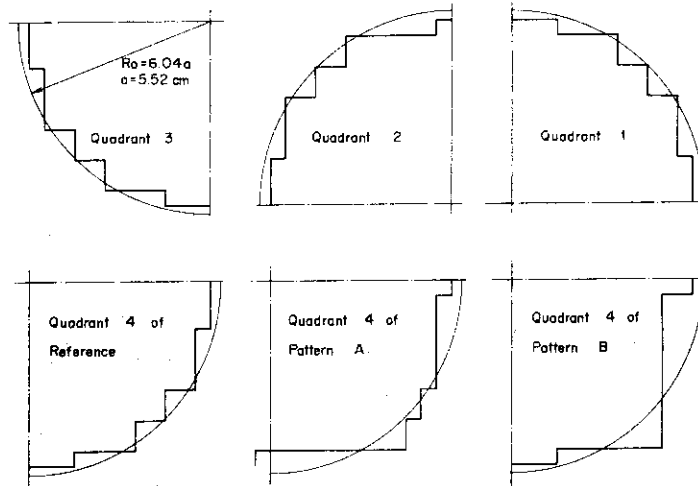 Ro=6.04a
a=5.52 cm
Quadrant 3
Quadrant 2
Quadrant 1
Quadrant 4 of
Reference
Quadrant 4 of
Pattern A
Quadrant 4 of
Pattern B